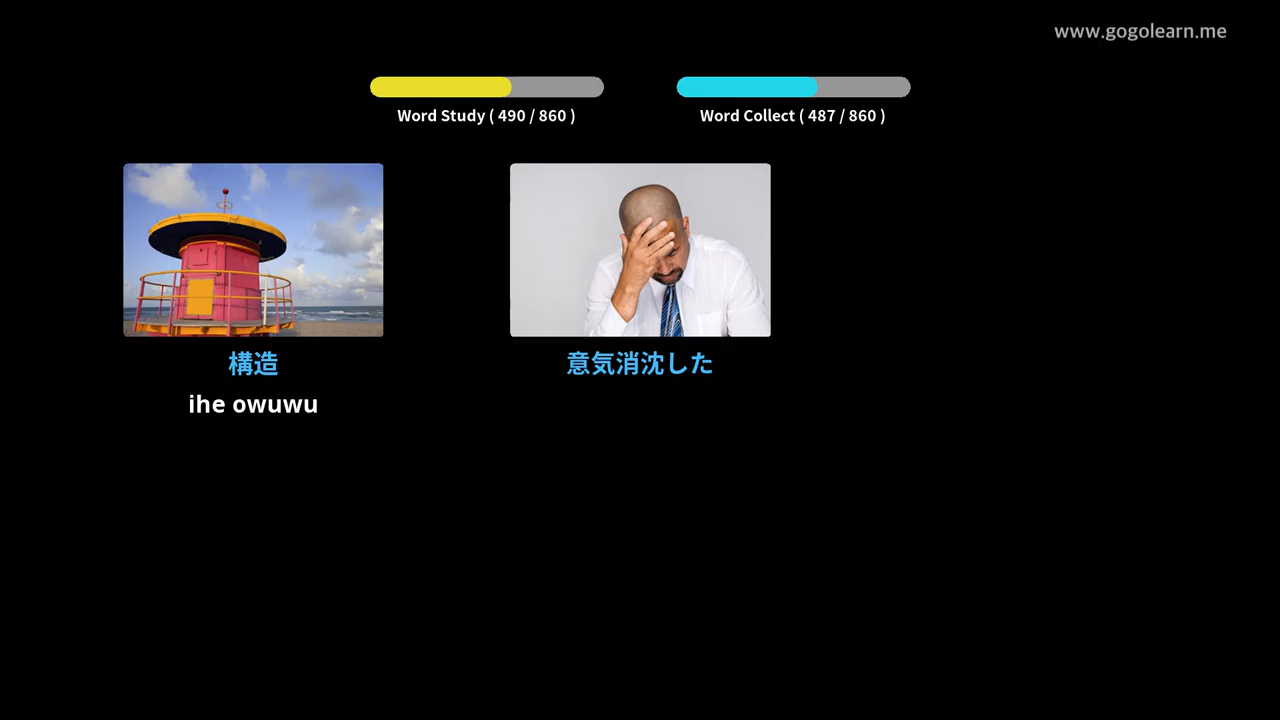 www.gogolearn.me
Word Study ( 490 / 860 )
Word Collect ( 487 / 860 )
構造
意気消沈した
ihe owuwu